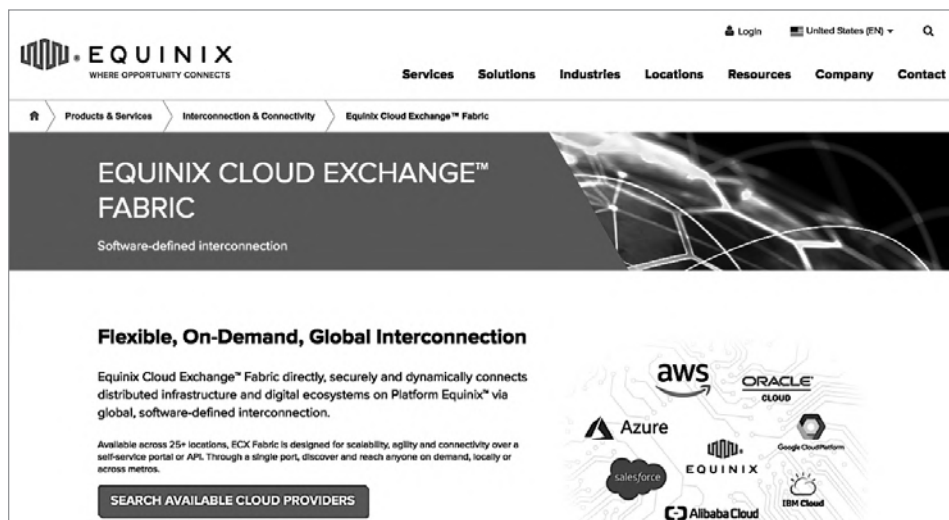 Login United States (EN)
EQUINIX
WHERE OPPORTUNITY CONNECTS
Services Solutions Industries Locations Resources Company Contact
Products & Services Interconnection & Connectivity Equinix Cloud Exchange™ Fabric
EQUINIX CLOUD EXCHANGE™
FABRIC
Software-defined interconnection
Flexible, On-Demand, Global Interconnection
Equinix Cloud Exchange™ Fabric directly, securely and dynamically connects
distributed infrastructure and digital ecosystems on Platform Equinix™ via
global, software-defined interconnection.
Available across 25+ locations, ECX Fabric is designed for scalability, agility and connectivity over a
self-service portal or API. Through a single port, discover and reach anyone on demand, locally or
across metros.
SEARCH AVAILABLE CLOUD PROVIDERS
aws
ORACLE
CLOUD
Azure
Google Cloud Platform
EQUINIX
salesforce
IBM Cloud
Alibaba Cloud